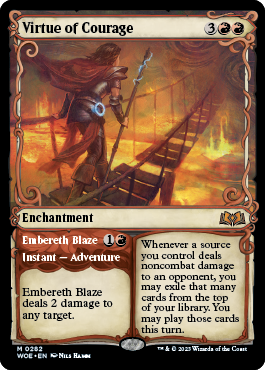 Virtue of Courage 3
Enchantment
Embereth Blaze 1
Instant — Adventure
Embereth Blaze
deals 2 damage to
any target.
Whenever a source
you control deals
noncombat damage
to an opponent, you
may exile that many
cards from the top
of your library. You
may play those cards
this turn.
M 0282
WOE • EN Nils Hamm
™ & © 2023 Wizards of the Coast